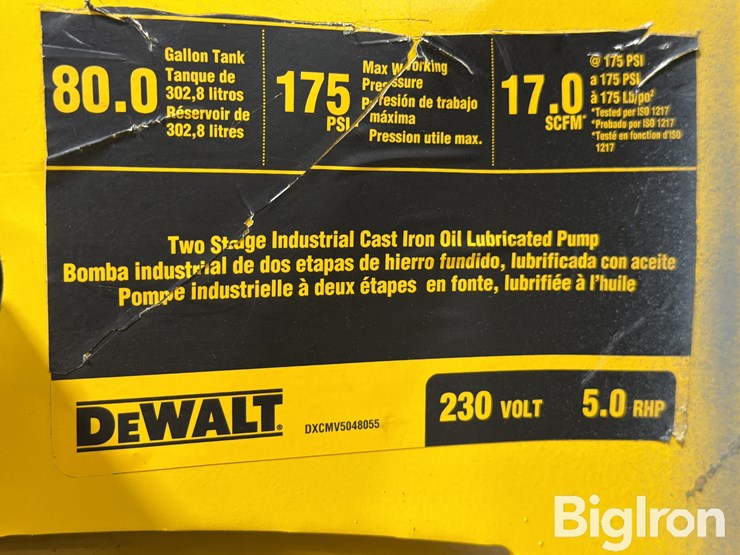 80.0
Gallon Tank
Tanque de
302,8 litros
Réservoir de
302,8 litres
175
PSI
Max Working
Pressure
Presión de trabajo
máxima
Pression utile max.
17.0
SCFM*
@ 175 PSI
a 175 PSI
à 175 Lb/po²
*Tested per ISO 1217
*Probado por ISO 1217
*Testé en fonction d'ISO
1217
Two Stage Industrial Cast Iron Oil Lubricated Pump
Bomba industrial de dos etapas de hierro fundido, lubrificada con aceite
Pompe industrielle à deux étapes en fonte, lubrifiée à l'huile
DEWALT
DXCMV5048055
230 VOLT 5.0 RHP
BigIron